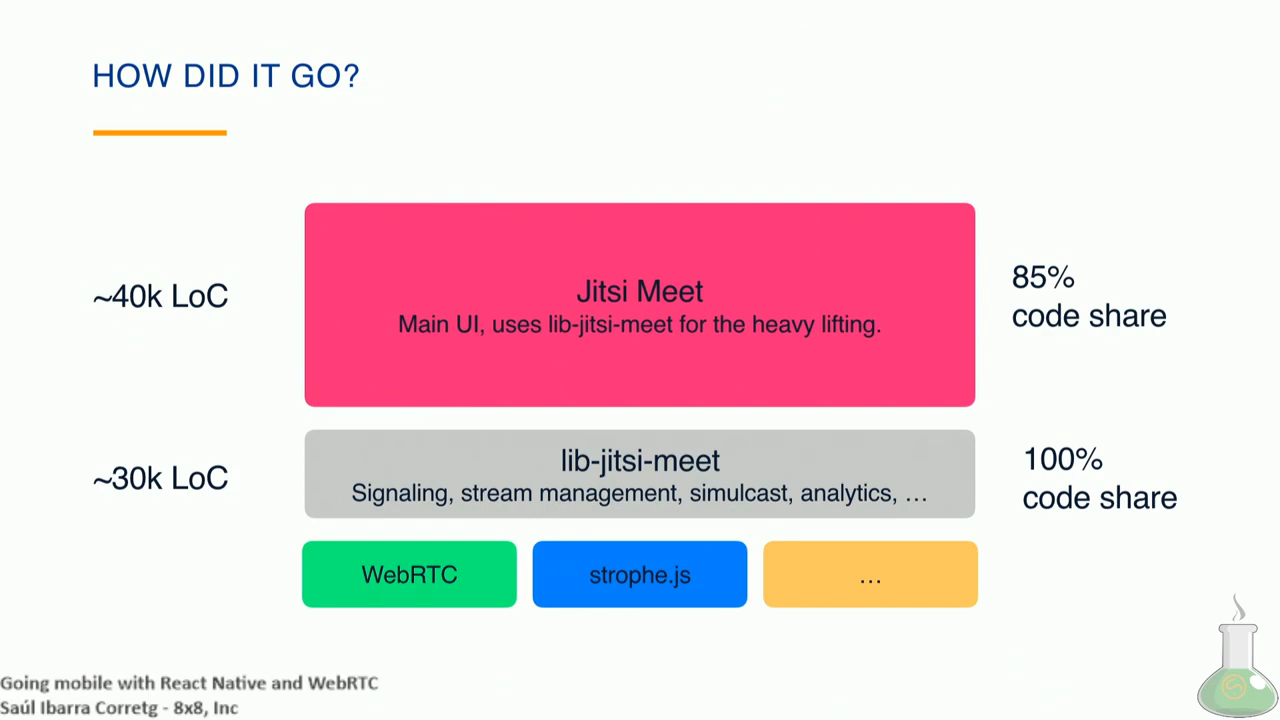 HOW DID IT GO?
~40k LoC
Jitsi Meet
Main UI, uses lib-jitsi-meet for the heavy lifting.
85%
code share
~30k LoC
lib-jitsi-meet
Signaling, stream management, simulcast, analytics, …
100%
code share
WebRTC
strophe.js
…
Going mobile with React Native and WebRTC
Saúl Ibarra Corretg - 8x8, Inc